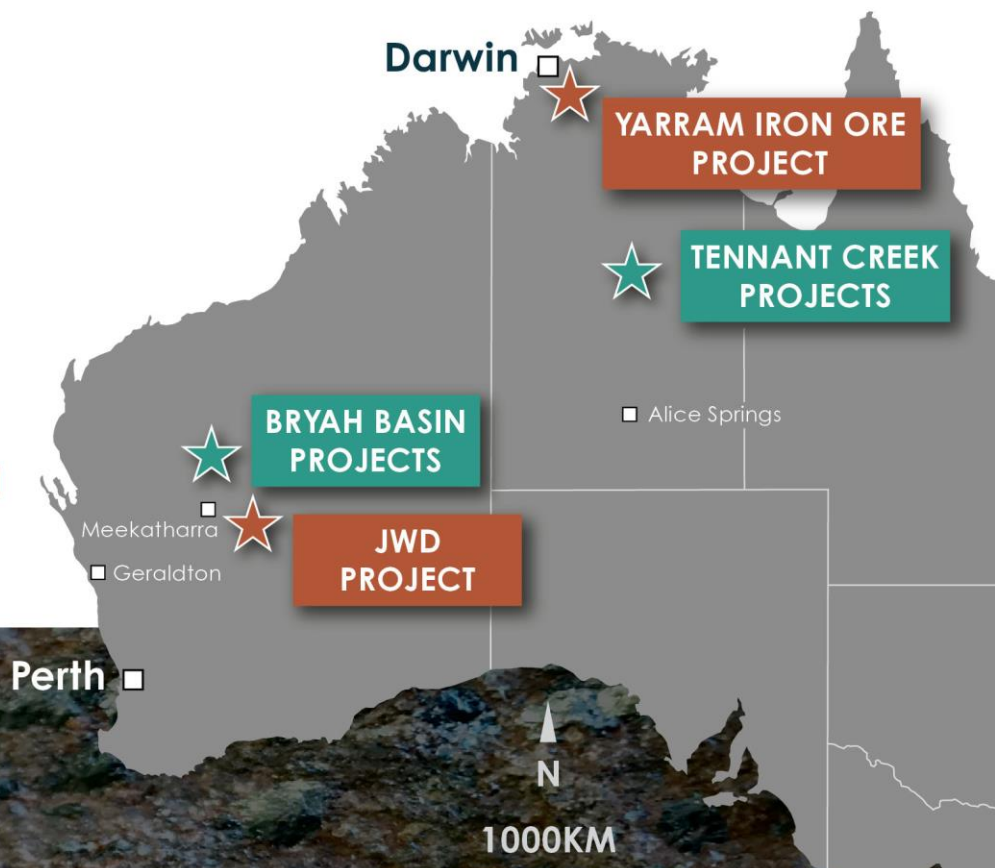 Darwin
YARRAM IRON ORE
PROJECT
TENNANT CREEK
PROJECTS
Alice Springs
BRYAH BASIN
PROJECTS
Meekatharra
JWD
PROJECT
Geraldton
Perth
N
1000KM